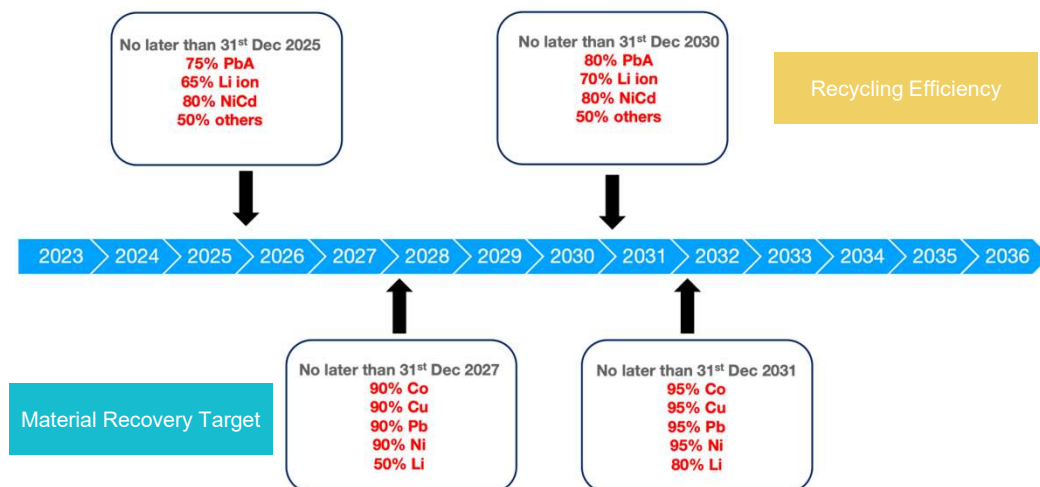 No later than 31st Dec 2025
75% PbA
65% Li ion
80% NiCd
50% others
No later than 31st Dec 2030
80% PbA
70% Li ion
80% NiCd
50% others
Recycling Efficiency
2023 2024 2025 2026 2027 2028 2029 2030 2031 2032 2033 2034 2035 2036
Material Recovery Target
No later than 31st Dec 2027
90% Co
90% Cu
90% Pb
90% Ni
50% Li
No later than 31st Dec 2031
95% Co
95% Cu
95% Pb
95% Ni
80% Li